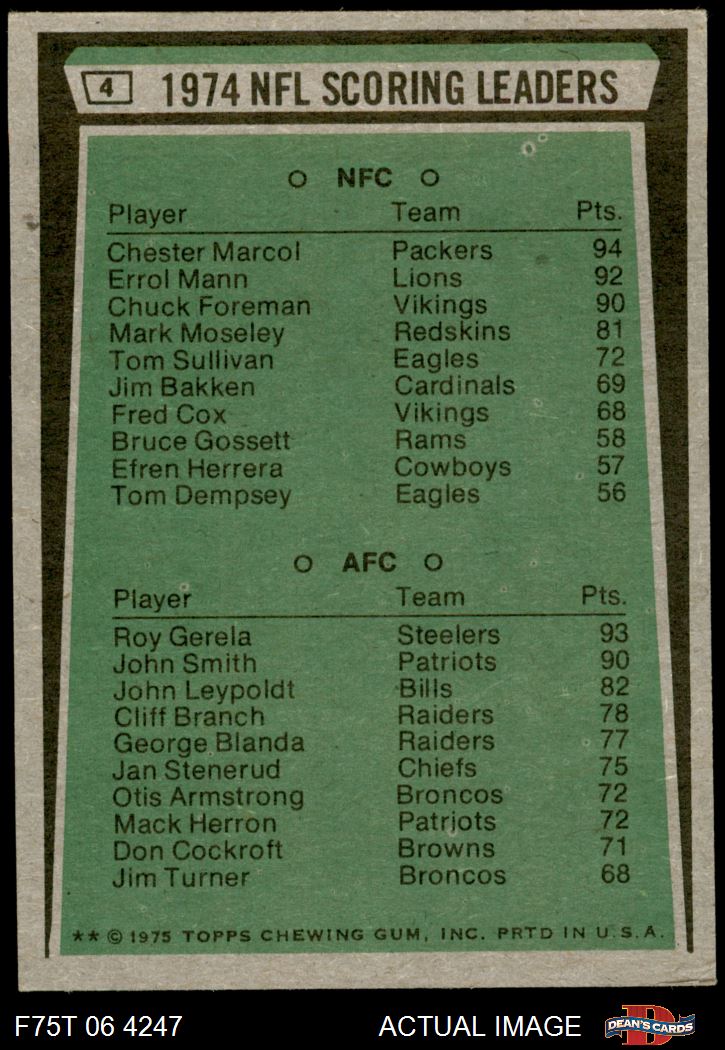 4 1974 NFL SCORING LEADERS
NFC
Player Team Pts.
Chester Marcol Packers 94
Errol Mann Lions 92
Chuck Foreman Vikings 90
Mark Moseley Redskins 81
Tom Sullivan Eagles 72
Jim Bakken Cardinals 69
Fred Cox Vikings 68
Bruce Gossett Rams 58
Efren Herrera Cowboys 57
Tom Dempsey Eagles 56
AFC
Player Team Pts.
Roy Gerela Steelers 93
John Smith Patriots 90
John Leypoldt Bills 82
Cliff Branch Raiders 78
George Blanda Raiders 77
Jan Stenerud Chiefs 75
Otis Armstrong Broncos 72
Mack Herron Patriots 72
Don Cockroft Browns 71
Jim Turner Broncos 68
** © 1975 TOPPS CHEWING GUM, INC. PRTD IN U.S.A.
F75T 06 4247 ACTUAL IMAGE D DEAN'S CARDS